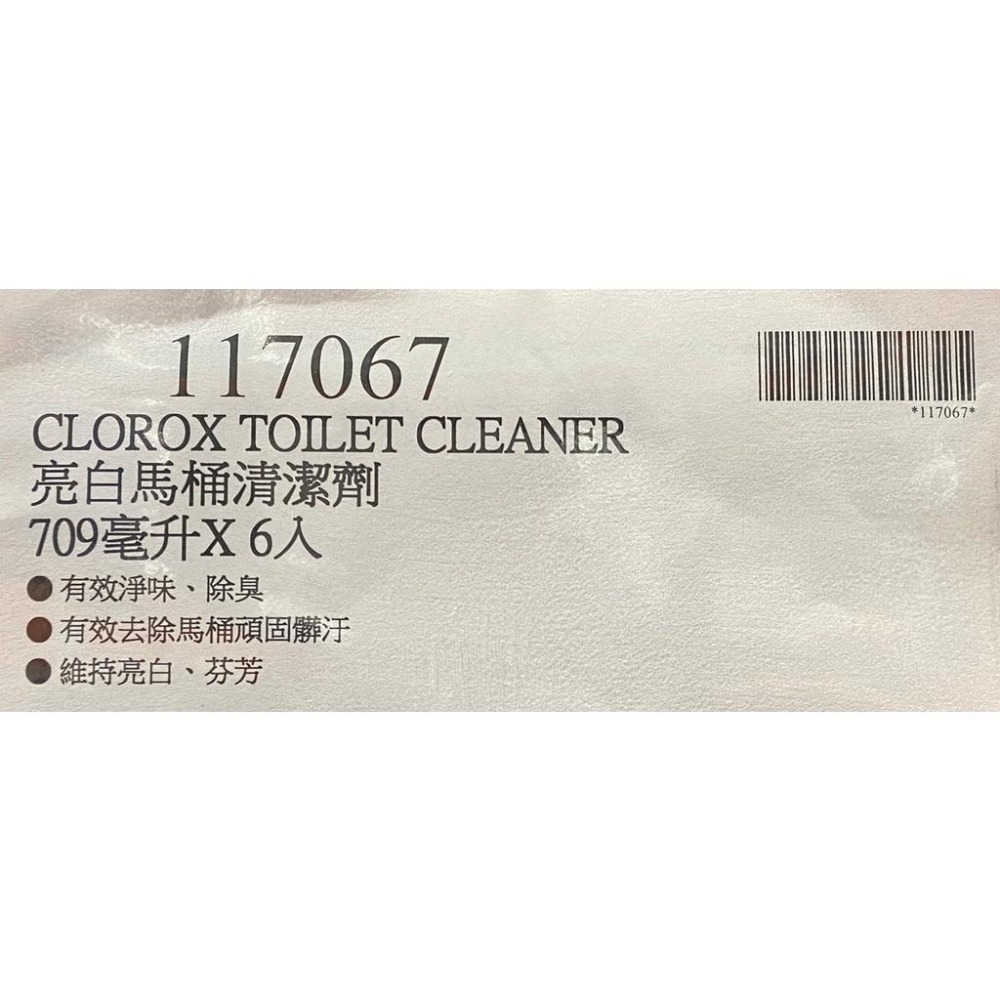 117067
*117067*
CLOROX TOILET CLEANER
亮白馬桶清潔劑
709毫升X 6入
● 有效淨味、除臭
● 有效去除馬桶頑固髒汙
● 維持亮白、芬芳